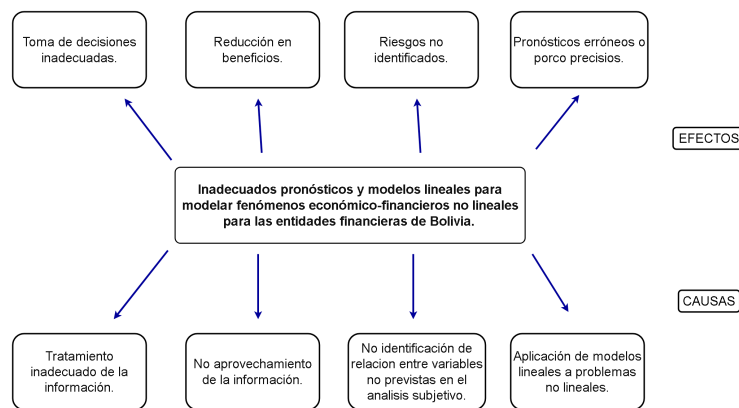 Toma de decisiones
inadecuadas.
Reducción en
beneficios.
Riesgos no
identificados.
Pronósticos erróneos o
porco precisios.
EFECTOS
Inadecuados pronósticos y modelos lineales para
modelar fenómenos económico-financieros no lineales
para las entidades financieras de Bolivia.
CAUSAS
Tratamiento
inadecuado de la
información.
No aprovechamiento
de la información.
No identificación de
relacion entre variables
no previstas en el
analisis subjetivo.
Aplicación de modelos
lineales a problemas
no lineales.